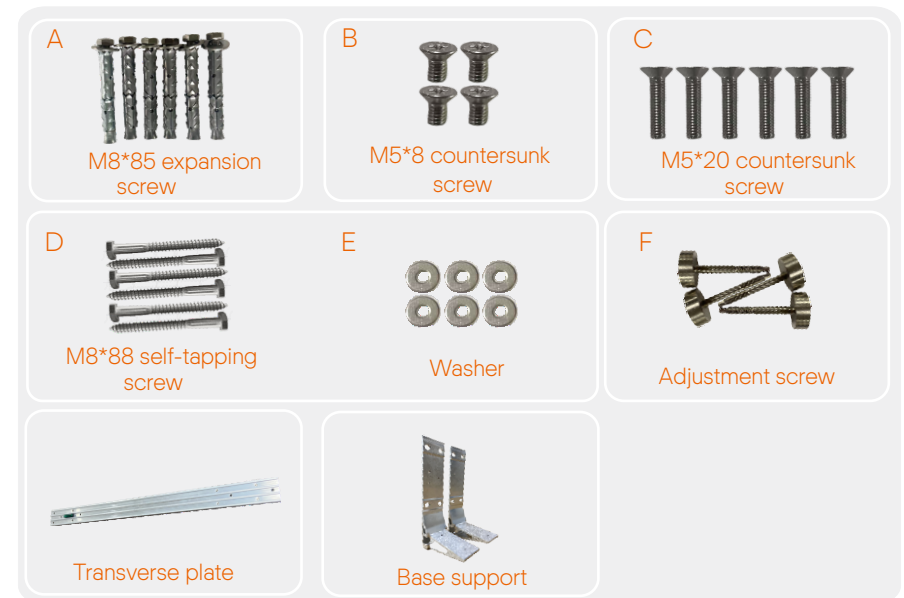 A
M8*85 expansion
screw
B
M5*8 countersunk
screw
C
M5*20 countersunk
screw
D
M8*88 self-tapping
screw
E
Washer
F
Adjustment screw
Transverse plate
Base support